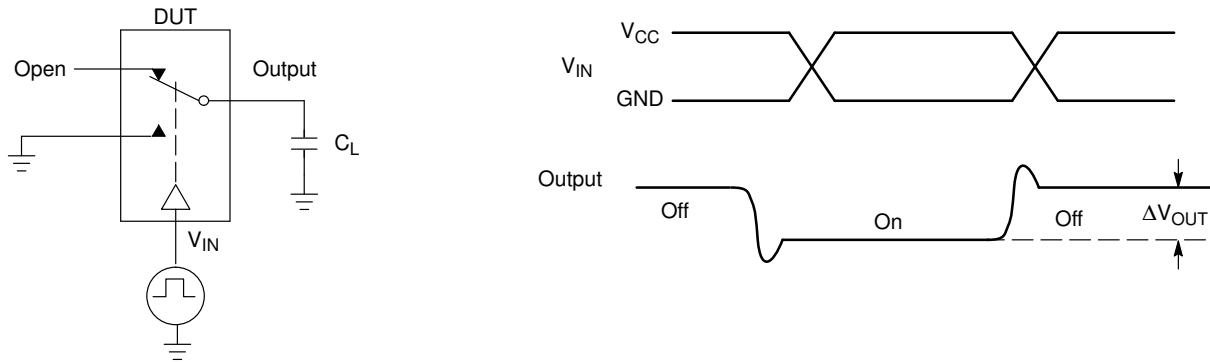 DUT
Open
Output
C_L
V_IN
V_CC
V_IN
GND
Output
Off
On
Off
ΔV_OUT